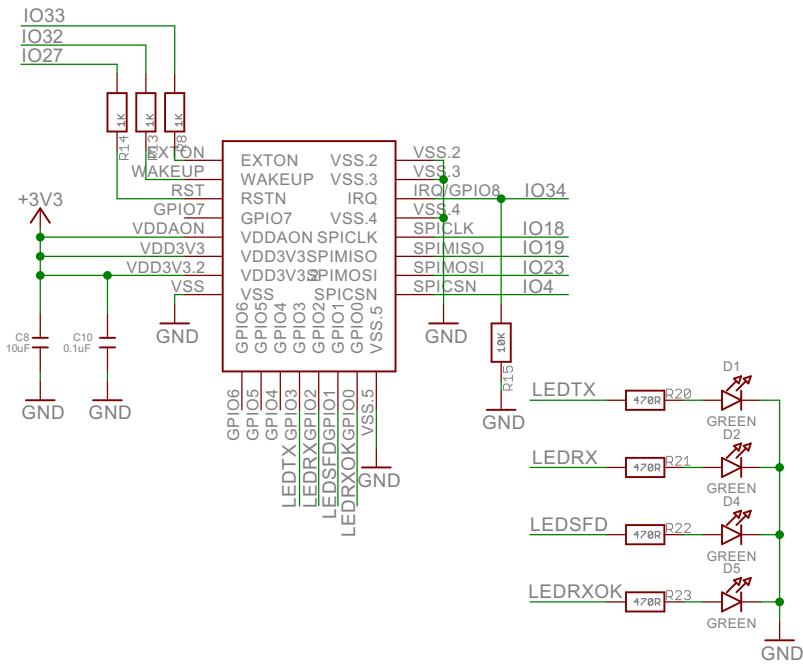 IO33
IO32
IO27
1K
1K
1K
R14
R13
R8
EXTON
WAKEUP
RST
GPIO7
VDDAON
VDD3V3
VDD3V3.2
VSS
+3V3
EXTON
WAKEUP
RSTN
GPIO7
VDDAON
VDD3V3
VDD3V3.2
VSS
VSS.2
VSS.3
IRQ
VSS.4
SPICLK
SPIMISO
SPIMOSI
SPICSN
VSS.2
VSS.3
IRQ/GPIO8
VSS.4
SPICLK
SPIMISO
SPIMOSI
SPICSN
IO34
IO18
IO19
IO23
IO4
GPIO6
GPIO5
GPIO4
GPIO3
GPIO2
GPIO1
GPIO0
VSS.5
GPIO6
GPIO5
GPIO4
GPIO3
GPIO2
GPIO1
GPIO0
VSS.5
LEDTX
LEDRX
LEDSFD
LEDRXOK
GND
GND
GND
C8
10uF
C10
0.1uF
GND
GND
10K
R15
GND
D1
LEDTX
470R
R20
GREEN
D2
LEDRX
470R
R21
GREEN
D4
LEDSFD
470R
R22
GREEN
D5
LEDRXOK
470R
R23
GREEN
GND